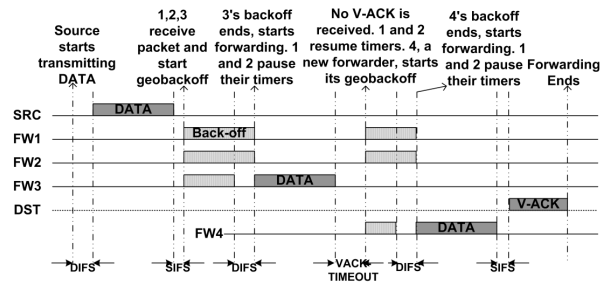 Source
starts
transmitting
DATA
1,2,3
receive
packet and
start
geobackoff
3's backoff
ends, starts
forwarding. 1
and 2 pause
their timers
No V-ACK is
received. 1 and 2
resume timers. 4, a
new forwarder, starts
its geobackoff
4's backoff
ends, starts
forwarding. 1
and 2 pause
their timers
Forwarding
Ends
SRC
DATA
FW1
Back-off
FW2
FW3
DATA
DST
V-ACK
FW4
DATA
DIFS
SIFS
DIFS
VACK-
TIMEOUT
DIFS
SIFS